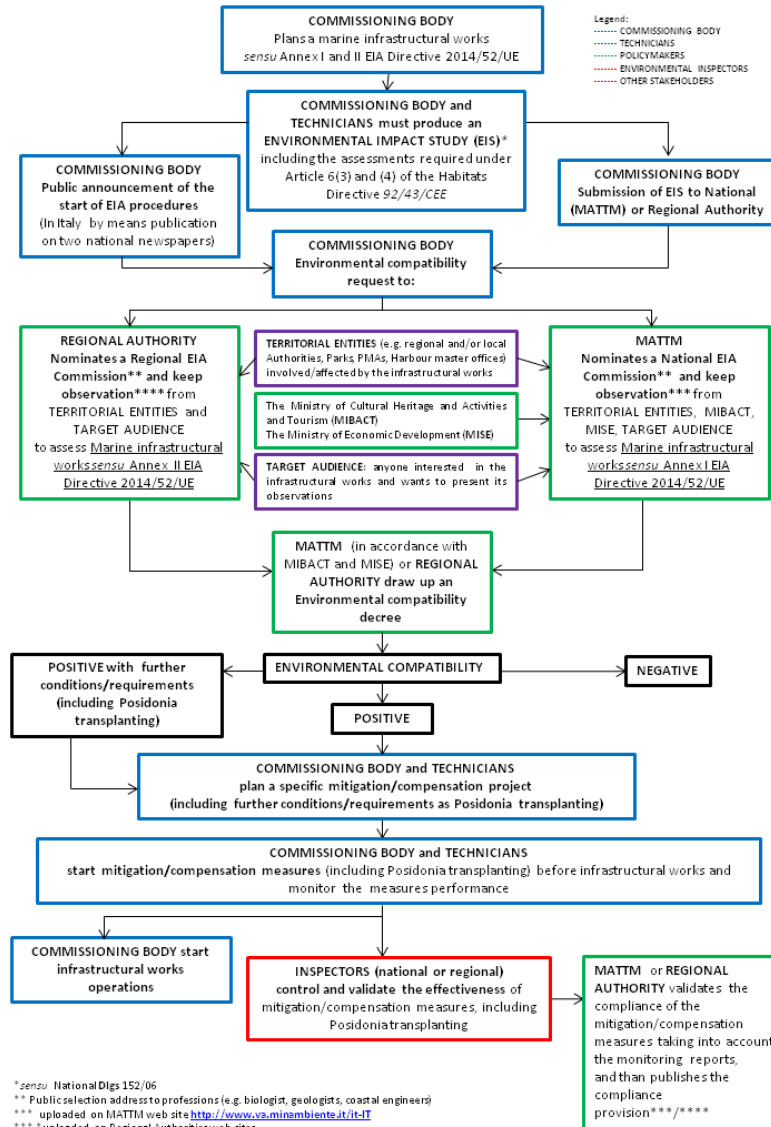 COMMISSIONING BODY
Plans a marine infrastructural works
sensu Annex I and II EIA Directive 2014/52/UE
Legend:
COMMISSIONING BODY
TECHNICIANS
POLICYMAKERS
ENVIRONMENTAL INSPECTORS
OTHER STAKEHOLDERS
COMMISSIONING BODY and
TECHNICIANS must produce an
ENVIRONMENTAL IMPACT STUDY (EIS)*
including the assessments required under
Article 6(3) and (4) of the Habitats
Directive 92/43/CEE
COMMISSIONING BODY
Public announcement of the
start of EIA procedures
(In Italy by means publication
on two national newspapers)
COMMISSIONING BODY
Submission of EIS to National
(MATTM) or Regional Authority
COMMISSIONING BODY
Environmental compatibility
request to:
REGIONAL AUTHORITY
Nominates a Regional EIA
Commission** and keep
observation**** from
TERRITORIAL ENTITIES and
TARGET AUDIENCE
to assess Marine infrastructural
works sensu Annex II EIA
Directive 2014/52/UE
TERRITORIAL ENTITIES (e.g. regional and/or local
Authorities, Parks, PMAs, Harbour master offices)
involved/affected by the infrastructural works
The Ministry of Cultural Heritage and Activities
and Tourism (MIBACT)
The Ministry of Economic Development (MISE)
TARGET AUDIENCE: anyone interested in the
infrastructural works and wants to present its
observations
MATTM
Nominates a National EIA
Commission** and keep
observation*** from
TERRITORIAL ENTITIES, MIBACT,
MISE, TARGET AUDIENCE
to assess Marine infrastructural
works sensu Annex I EIA
Directive 2014/52/UE
MATTM (in accordance with
MIBACT and MISE) or REGIONAL
AUTHORITY draw up an
Environmental compatibility
decree
POSITIVE with further
conditions/requirements
(including Posidonia
transplanting)
ENVIRONMENTAL COMPATIBILITY
NEGATIVE
POSITIVE
COMMISSIONING BODY and TECHNICIANS
plan a specific mitigation/compensation project
(including further conditions/requirements as Posidonia transplanting)
COMMISSIONING BODY and TECHNICIANS
start mitigation/compensation measures (including Posidonia transplanting) before infrastructural works and
monitor the measures performance
COMMISSIONING BODY start
infrastructural works
operations
INSPECTORS (national or regional)
control and validate the effectiveness of
mitigation/compensation measures, including
Posidonia transplanting
MATTM or REGIONAL
AUTHORITY validates the
compliance of the
mitigation/compensation
measures taking into account
the monitoring reports,
and than publishes the
compliance
provision***/****
*sensu National Dlgs 152/06
** Public selection address to professions (e.g. biologist, geologists, coastal engineers)
*** uploaded on MATTM web site http://www.va.minambiente.it/it-IT
**** uploaded on Regional Authorities web sites